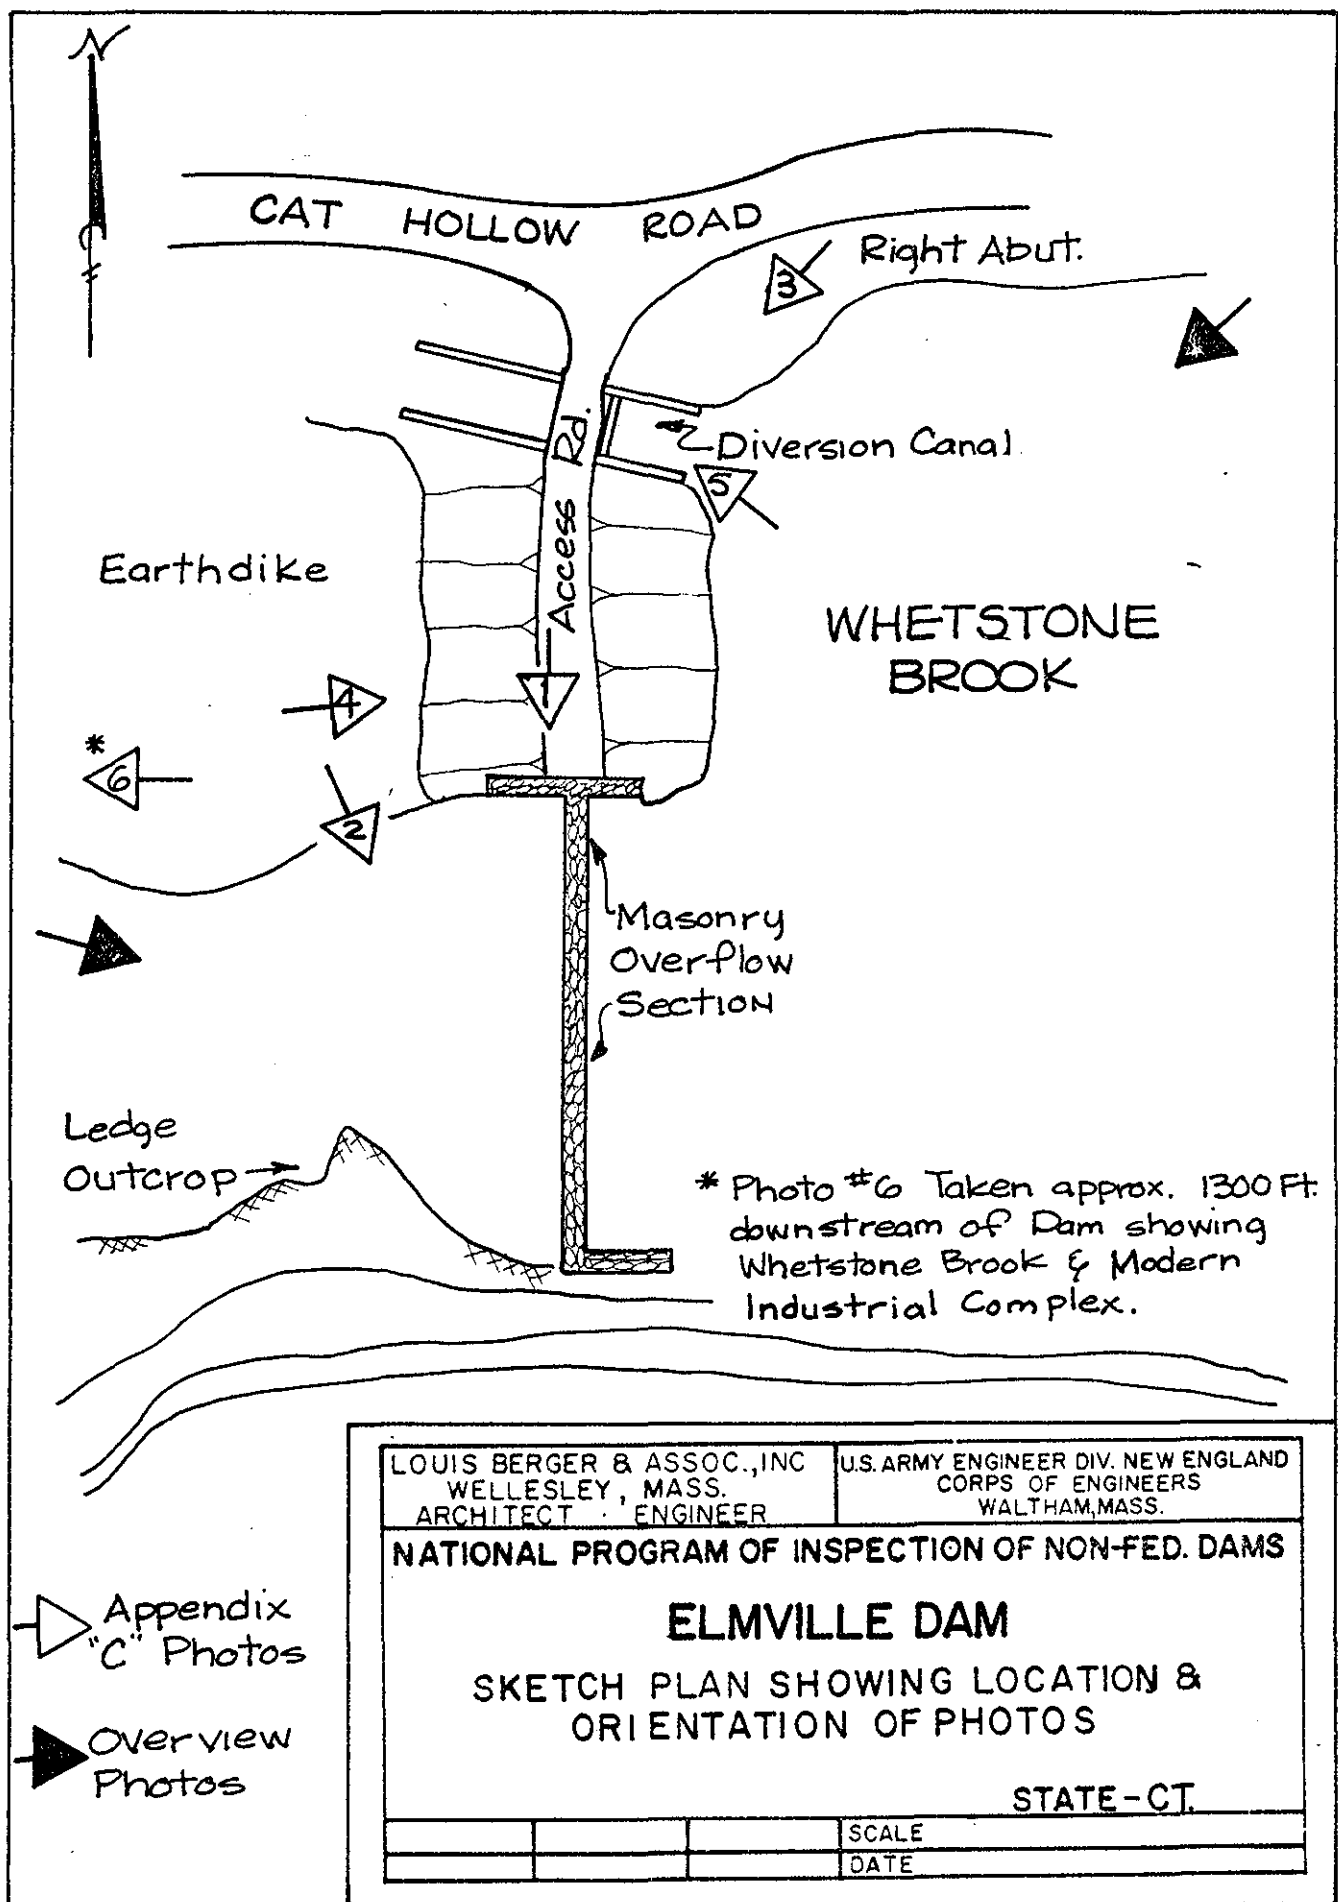 N
CAT HOLLOW ROAD
Right Abut.
3
Diversion Canal
5
Access Rd.
Earthdike
WHETSTONE
BROOK
4
1
*
6
2
Masonry
Overflow
Section
Ledge
Outcrop
* Photo #6 Taken approx. 1300 Ft.
downstream of Dam showing
Whetstone Brook & Modern
Industrial Complex.
LOUIS BERGER & ASSOC., INC
WELLESLEY, MASS.
ARCHITECT · ENGINEER
U.S. ARMY ENGINEER DIV. NEW ENGLAND
CORPS OF ENGINEERS
WALTHAM, MASS.
NATIONAL PROGRAM OF INSPECTION OF NON-FED. DAMS
ELMVILLE DAM
SKETCH PLAN SHOWING LOCATION &
ORIENTATION OF PHOTOS
STATE-CT.
SCALE
DATE
Appendix
"C" Photos
Overview
Photos